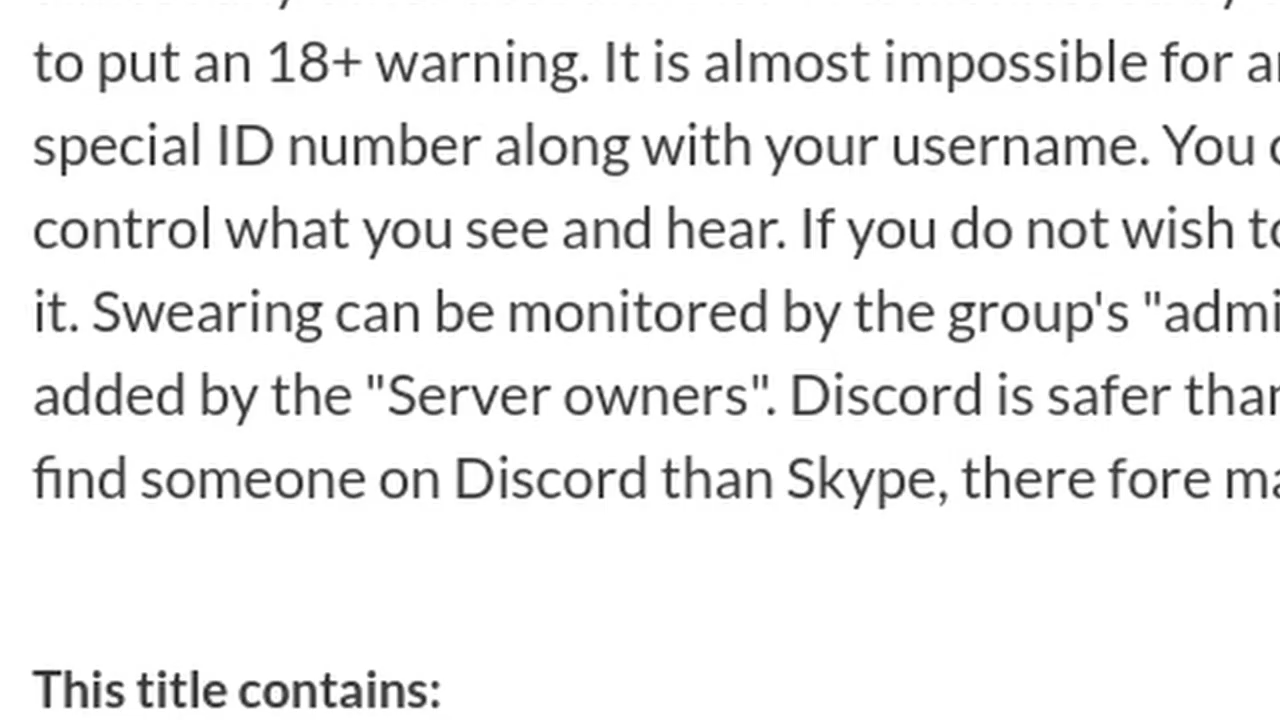 to put an 18+ warning. It is almost impossible for
special ID number along with your username. You
control what you see and hear. If you do not wish
it. Swearing can be monitored by the group's
added by the "Server owners". Discord is safer
find someone on Discord than Skype, there fore
This title contains: